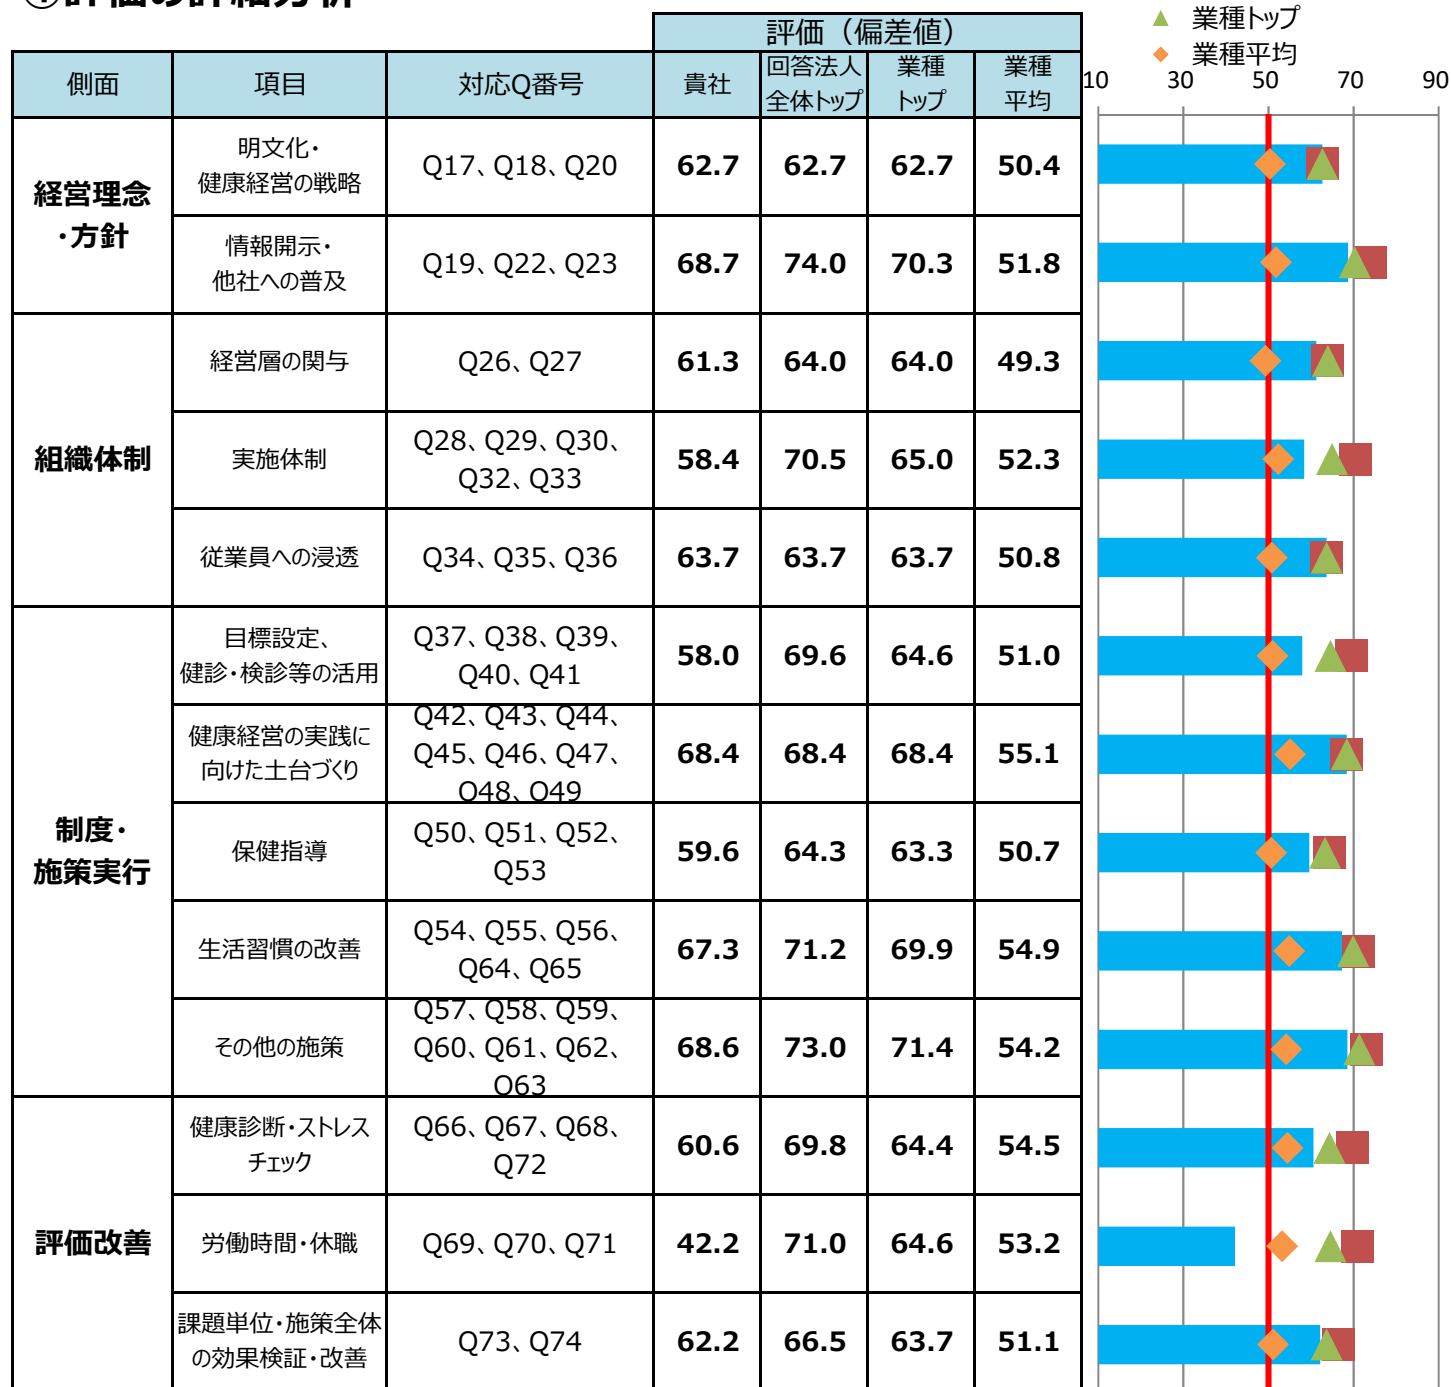 ①評価の詳細分析
▲ 業種トップ
◆ 業種平均
評価（偏差値）
側面 項目 対応Q番号 貴社 回答法人 業種 業種
全体トップ トップ 平均
10 30 50 70 90
経営理念
・方針
明文化・
健康経営の戦略
Q17、Q18、Q20 62.7 62.7 62.7 50.4
情報開示・
他社への普及
Q19、Q22、Q23 68.7 74.0 70.3 51.8
組織体制
経営層の関与 Q26、Q27 61.3 64.0 64.0 49.3
実施体制
Q28、Q29、Q30、
Q32、Q33
58.4 70.5 65.0 52.3
従業員への浸透 Q34、Q35、Q36 63.7 63.7 63.7 50.8
制度・
施策実行
目標設定、
健診・検診等の活用
Q37、Q38、Q39、
Q40、Q41
58.0 69.6 64.6 51.0
健康経営の実践に
向けた土台づくり
Q42、Q43、Q44、
Q45、Q46、Q47、
Q48、Q49
68.4 68.4 68.4 55.1
保健指導
Q50、Q51、Q52、
Q53
59.6 64.3 63.3 50.7
生活習慣の改善
Q54、Q55、Q56、
Q64、Q65
67.3 71.2 69.9 54.9
その他の施策
Q57、Q58、Q59、
Q60、Q61、Q62、
Q63
68.6 73.0 71.4 54.2
評価改善
健康診断・ストレス
チェック
Q66、Q67、Q68、
Q72
60.6 69.8 64.4 54.5
労働時間・休職 Q69、Q70、Q71 42.2 71.0 64.6 53.2
課題単位・施策全体
の効果検証・改善
Q73、Q74 62.2 66.5 63.7 51.1